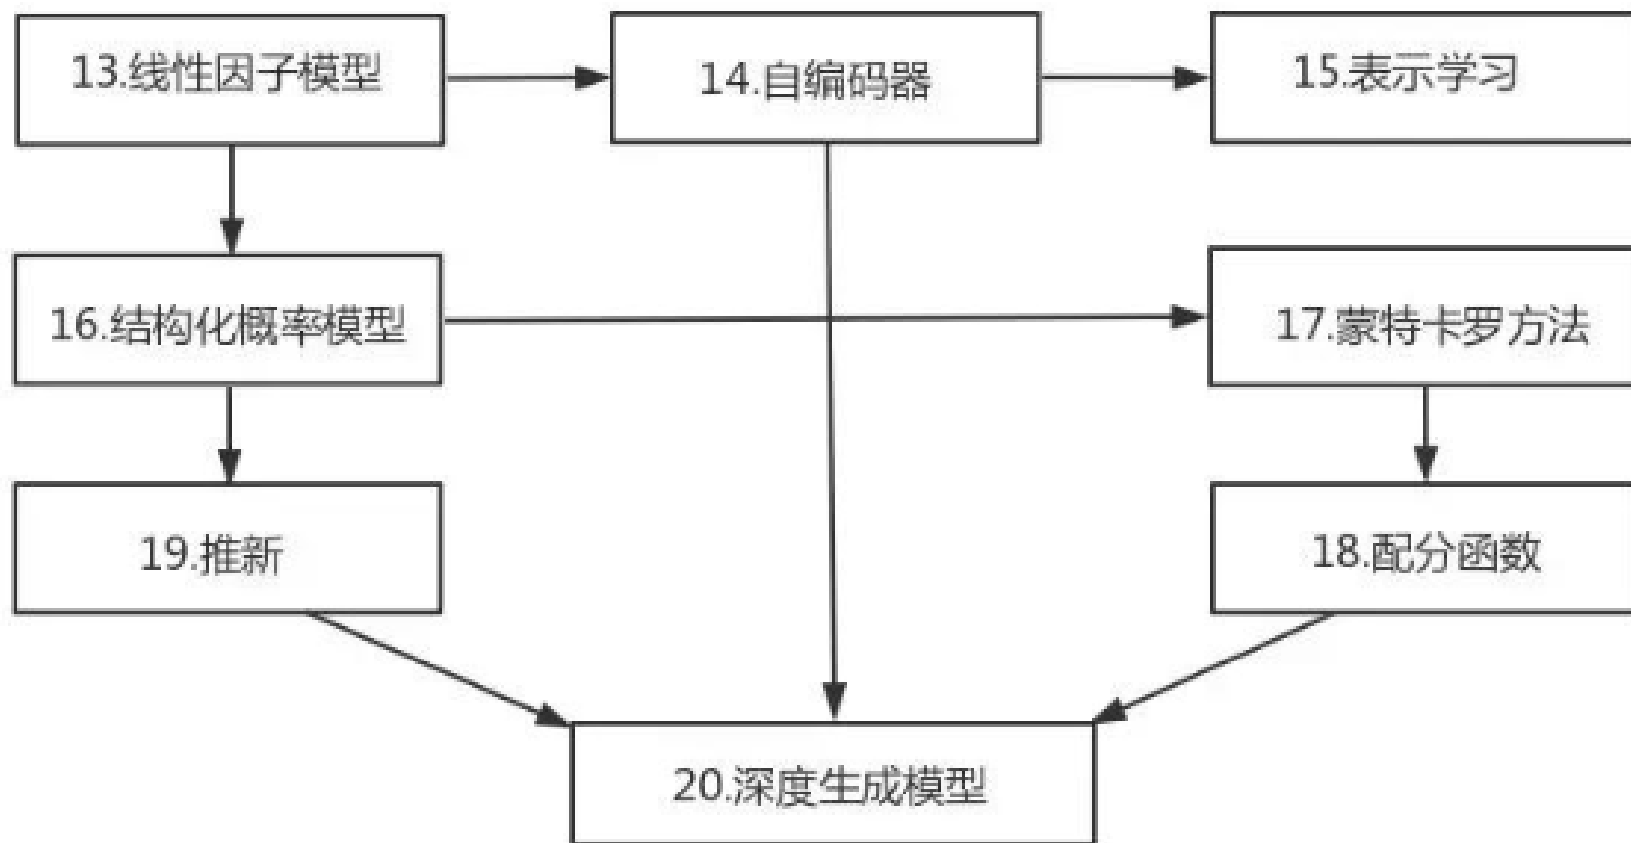 13.线性因子模型
14.自编码器
15.表示学习
16.结构化概率模型
17.蒙特卡罗方法
19.推新
18.配分函数
20.深度生成模型